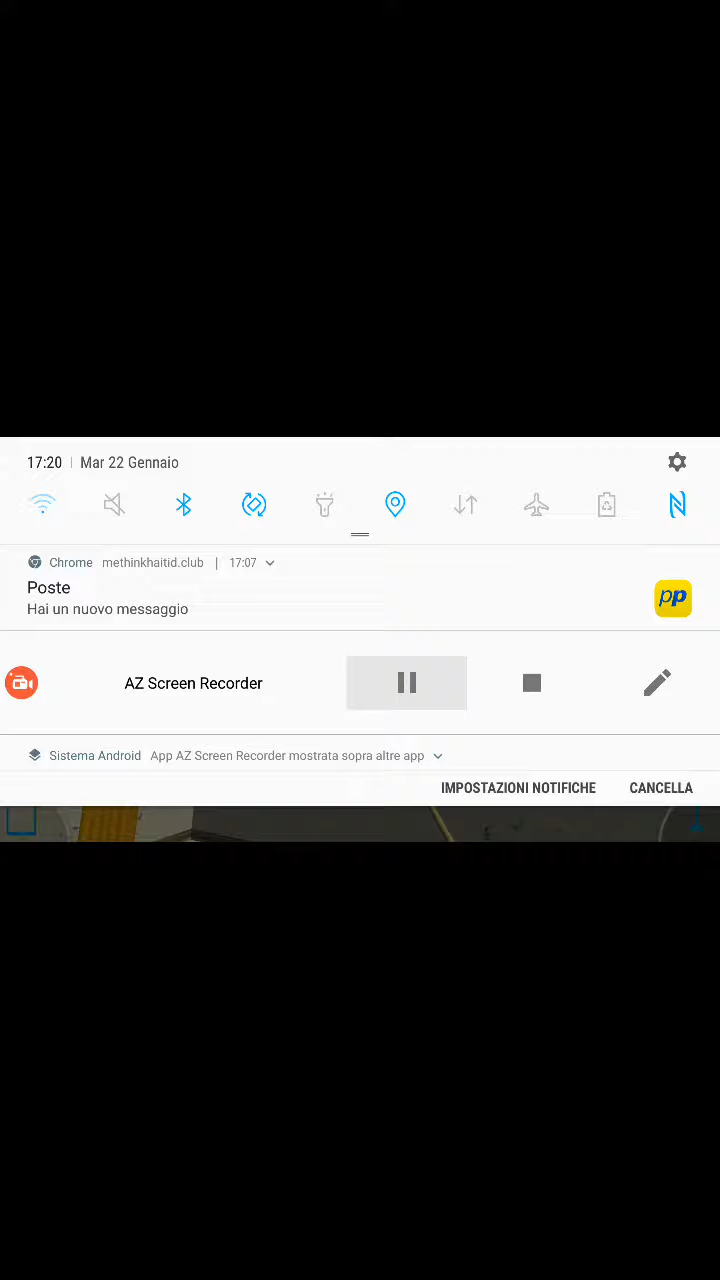 17:20 | Mar 22 Gennaio
Chrome methinkhaitid.club | 17:07
Poste
Hai un nuovo messaggio
pp
AZ Screen Recorder
Sistema Android App AZ Screen Recorder mostrata sopra altre app
IMPOSTAZIONI NOTIFICHE CANCELLA